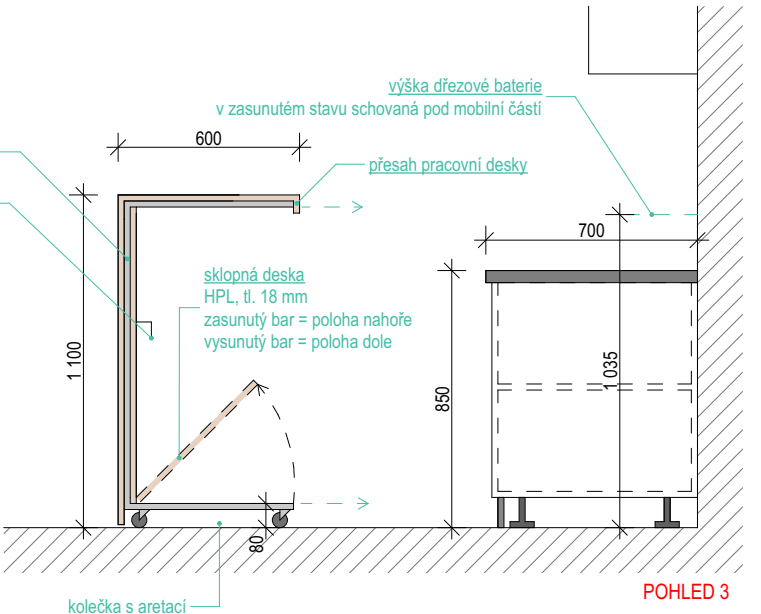 výška dřezové baterie
v zasunutém stavu schovaná pod mobilní částí
600
přesah pracovní desky
700
sklopná deska
HPL, tl. 18 mm
zasunutý bar = poloha nahoře
vysunutý bar = poloha dole
1 100
1 035
850
80
kolečka s aretací
POHLED 3